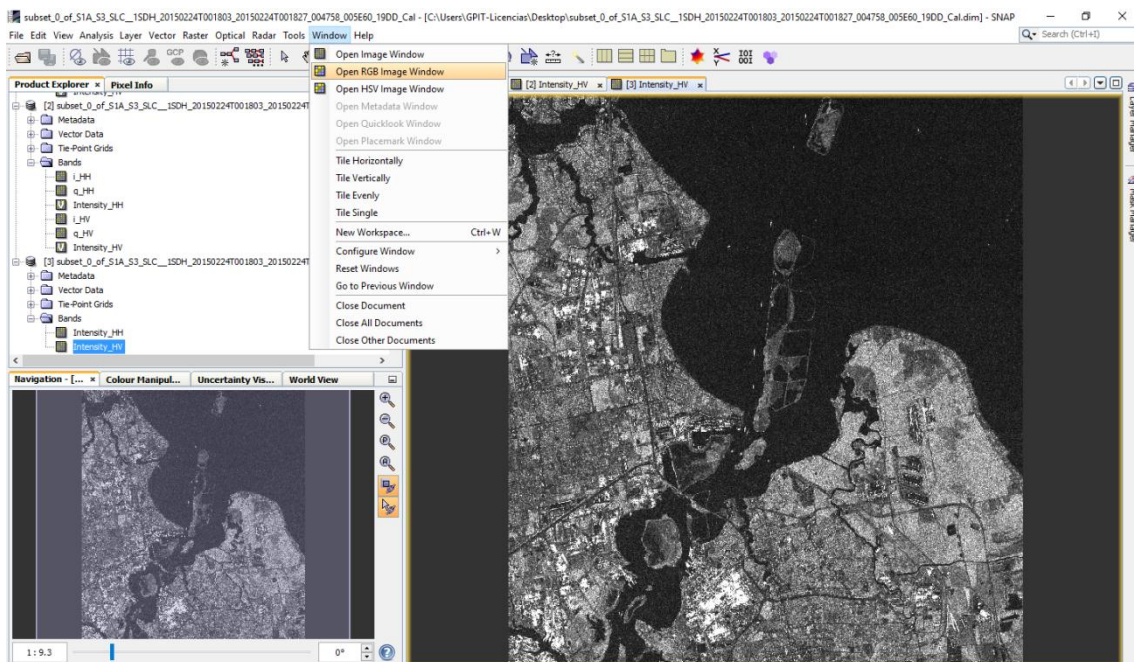 subset_0_of_S1A_S3_SLC__1SDH_20150224T001803_20150224T001827_004758_005E60_19DD_Cal - [C:\Users\GPIT-Licencias\Desktop\subset_0_of_S1A_S3_SLC__1SDH_20150224T001803_20150224T001827_004758_005E60_19DD_Cal.dim] - SNAP
File Edit View Analysis Layer Vector Raster Optical Radar Tools Window Help
Search (Ctrl+I)
GCP
Open Image Window
Open RGB Image Window
Open HSV Image Window
Open Metadata Window
Open Quicklook Window
Open Placemark Window
Tile Horizontally
Tile Vertically
Tile Evenly
Tile Single
New Workspace... Ctrl+W
Configure Window
Reset Windows
Go to Previous Window
Close Document
Close All Documents
Close Other Documents
Product Explorer Pixel Info
Intensity_HV
[2] subset_0_of_S1A_S3_SLC__1SDH_20150224T001803_20150224T
Metadata
Vector Data
Tie-Point Grids
Bands
i_HH
q_HH
Intensity_HH
i_HV
q_HV
Intensity_HV
[3] subset_0_of_S1A_S3_SLC__1SDH_20150224T001803_20150224T
Metadata
Vector Data
Tie-Point Grids
Bands
Intensity_HH
Intensity_HV
[2] Intensity_HV [3] Intensity_HV
Layer Manager
Mask Manager
Navigation - [... Colour Manipul... Uncertainty Vis... World View
1 : 9.3 0°